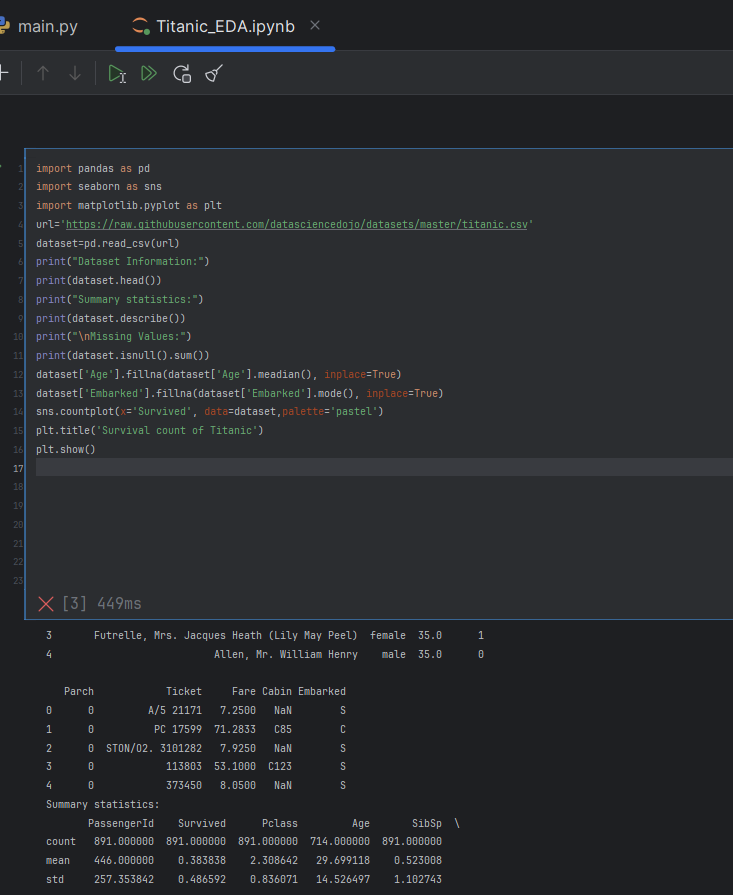 main.py Titanic_EDA.ipynb
1 import pandas as pd
2 import seaborn as sns
3 import matplotlib.pyplot as plt
4 url='https://raw.githubusercontent.com/datasciencedojo/datasets/master/titanic.csv'
5 dataset=pd.read_csv(url)
6 print("Dataset Information:")
7 print(dataset.head())
8 print("Summary statistics:")
9 print(dataset.describe())
10 print("\nMissing Values:")
11 print(dataset.isnull().sum())
12 dataset['Age'].fillna(dataset['Age'].meadian(), inplace=True)
13 dataset['Embarked'].fillna(dataset['Embarked'].mode(), inplace=True)
14 sns.countplot(x='Survived', data=dataset,palette='pastel')
15 plt.title('Survival count of Titanic')
16 plt.show()
17
18
19
20
21
22
23
[3] 449ms
3 Futrelle, Mrs. Jacques Heath (Lily May Peel) female 35.0 1
4 Allen, Mr. William Henry male 35.0 0
Parch Ticket Fare Cabin Embarked
0 0 A/5 21171 7.2500 NaN S
1 0 PC 17599 71.2833 C85 C
2 0 STON/O2. 3101282 7.9250 NaN S
3 0 113803 53.1000 C123 S
4 0 373450 8.0500 NaN S
Summary statistics:
PassengerId Survived Pclass Age SibSp \
count 891.000000 891.000000 891.000000 714.000000 891.000000
mean 446.000000 0.383838 2.308642 29.699118 0.523008
std 257.353842 0.486592 0.836071 14.526497 1.102743